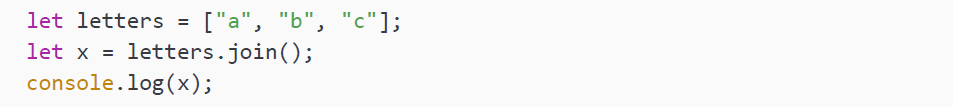 let letters = ["a", "b", "c"];
let x = letters.join();
console.log(x);